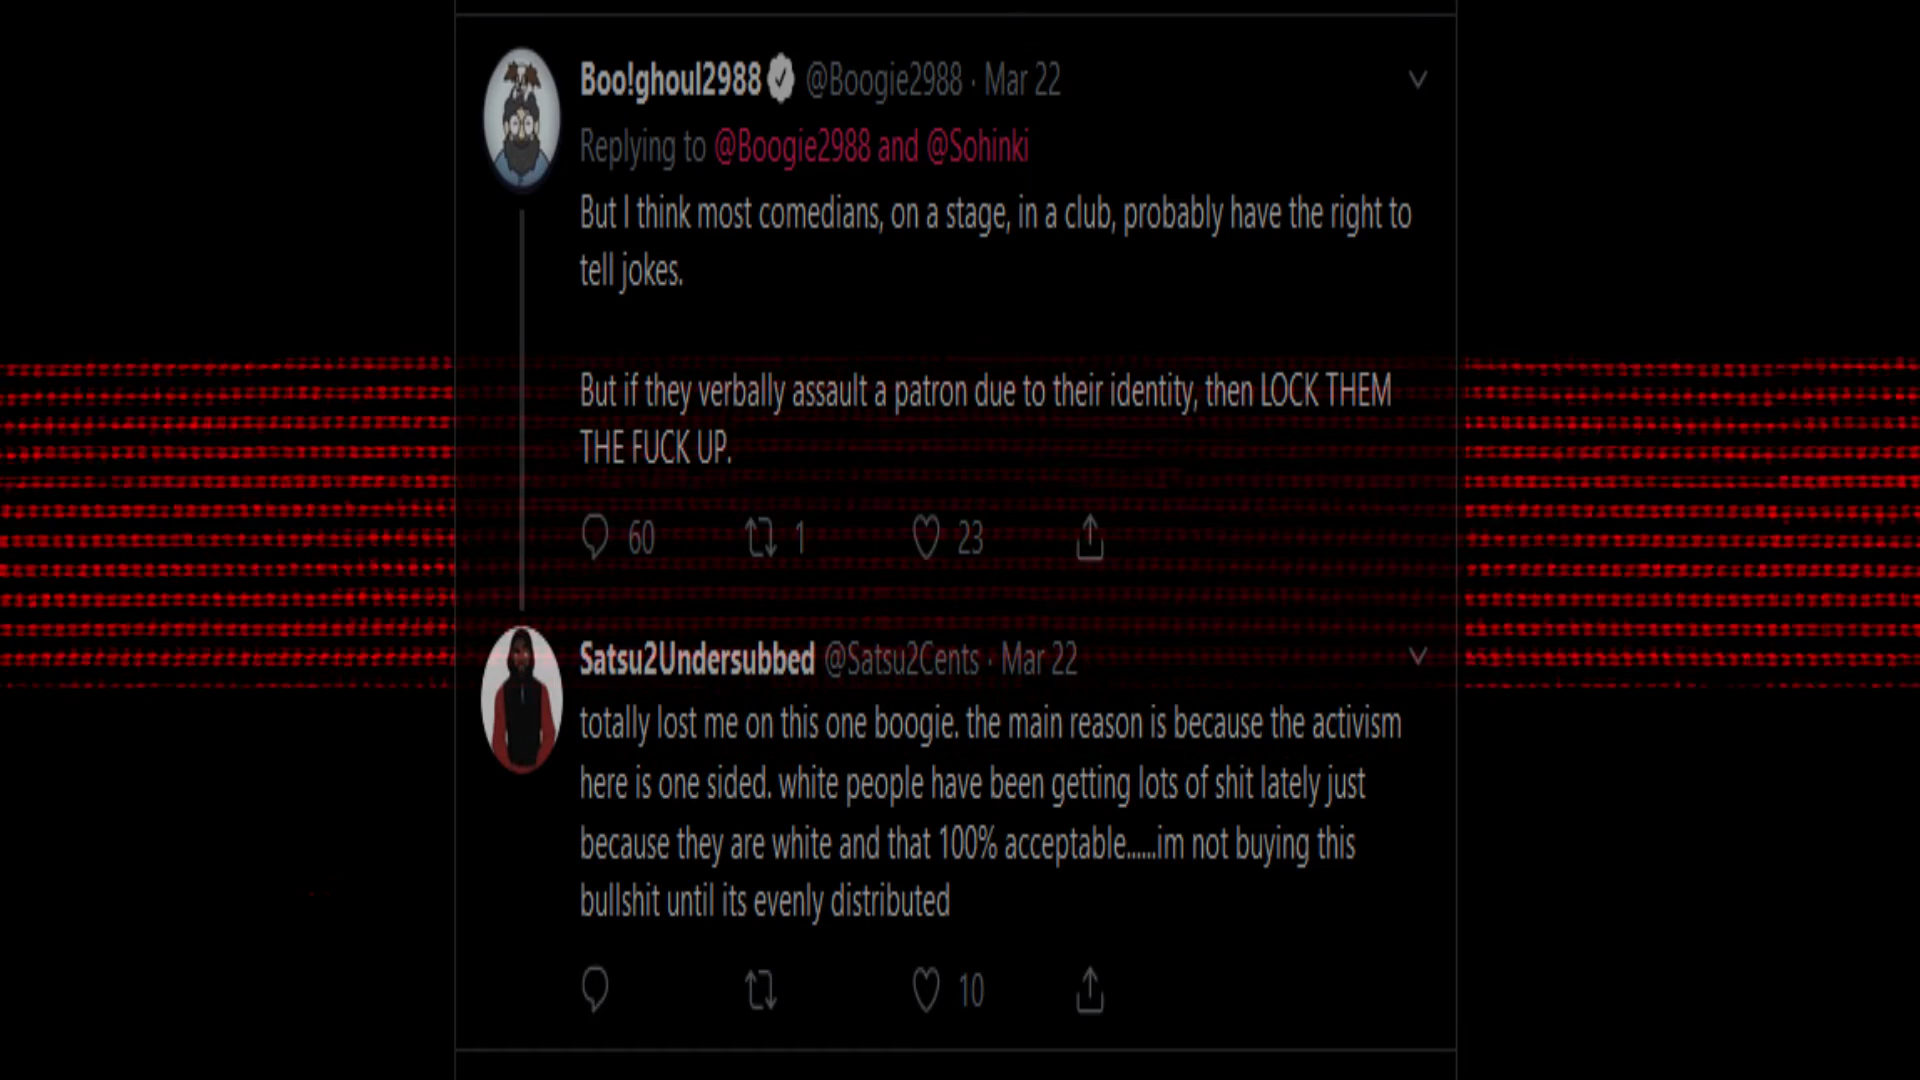 Boo!ghoul2988 @Boogie2988 · Mar 22
Replying to @Boogie2988 and @Sohinki
But I think most comedians, on a stage, in a club, probably have the right to
tell jokes.
But if they verbally assault a patron due to their identity, then LOCK THEM
THE FUCK UP.
60 1 23
Satsu2Undersubbed @Satsu2Cents · Mar 22
totally lost me on this one boogie. the main reason is because the activism
here is one sided. white people have been getting lots of shit lately just
because they are white and that 100% acceptable......im not buying this
bullshit until its evenly distributed
10